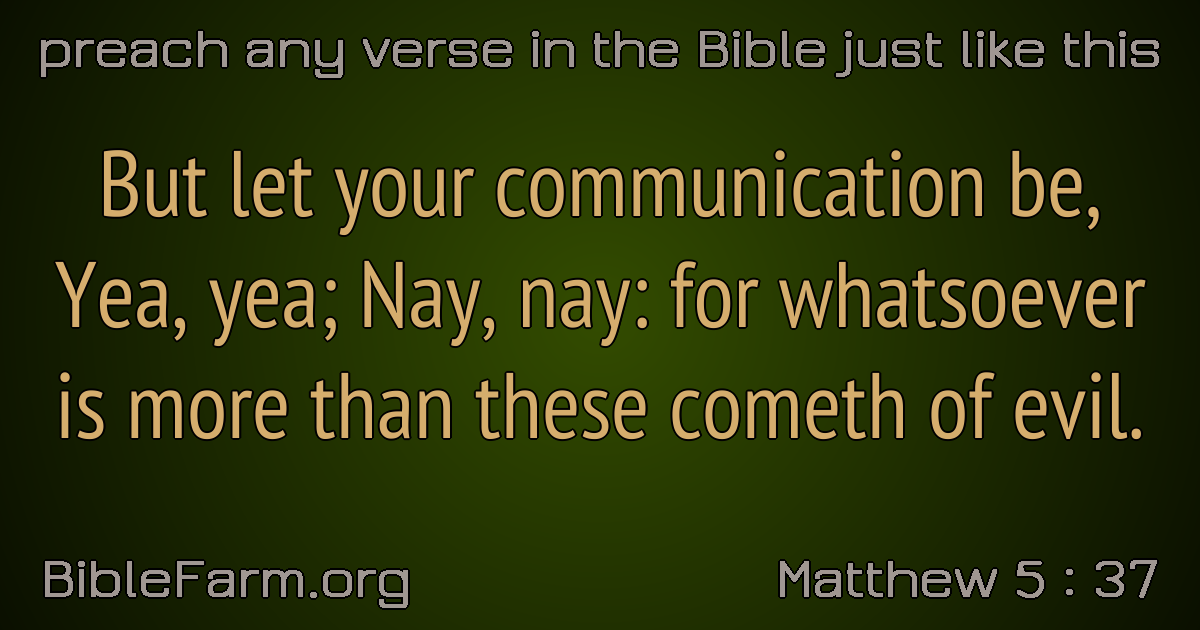 preach any verse in the Bible just like this
But let your communication be,
Yea, yea; Nay, nay: for whatsoever
is more than these cometh of evil.
BibleFarm.org
Matthew 5 : 37